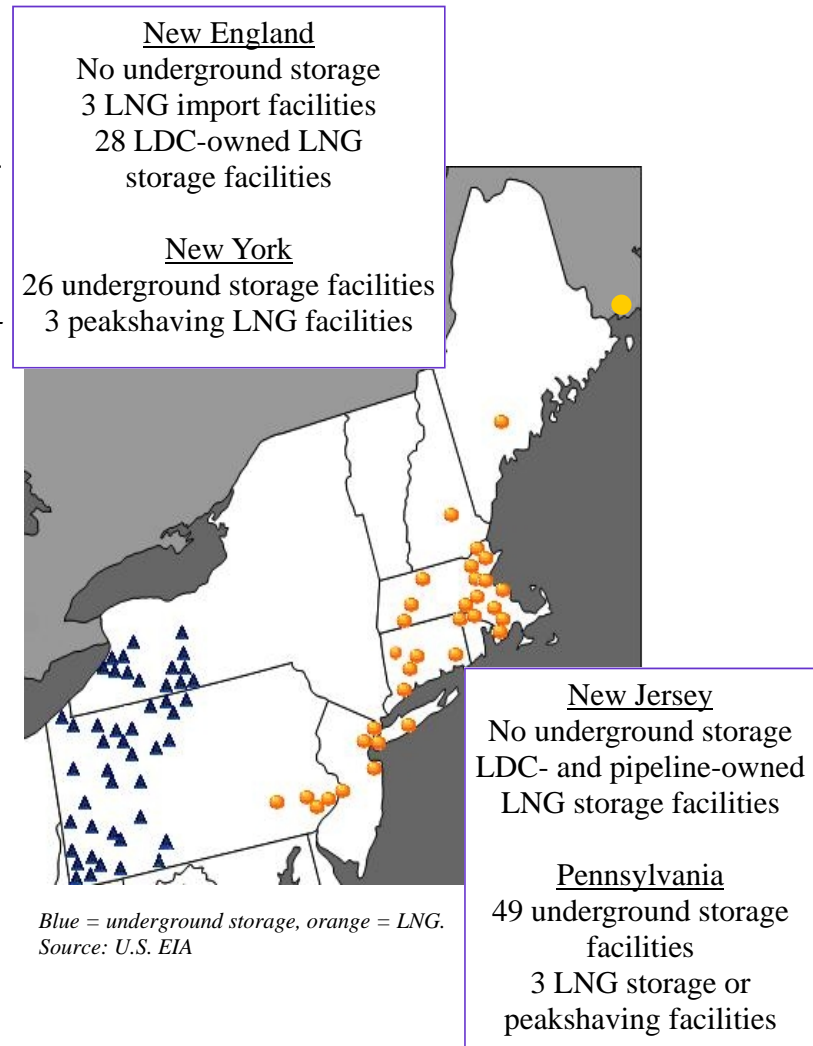 New England
No underground storage
3 LNG import facilities
28 LDC-owned LNG
storage facilities
New York
26 underground storage facilities
3 peakshaving LNG facilities
New Jersey
No underground storage
LDC- and pipeline-owned
LNG storage facilities
Pennsylvania
49 underground storage
facilities
3 LNG storage or
peakshaving facilities
Blue = underground storage, orange = LNG.
Source: U.S. EIA